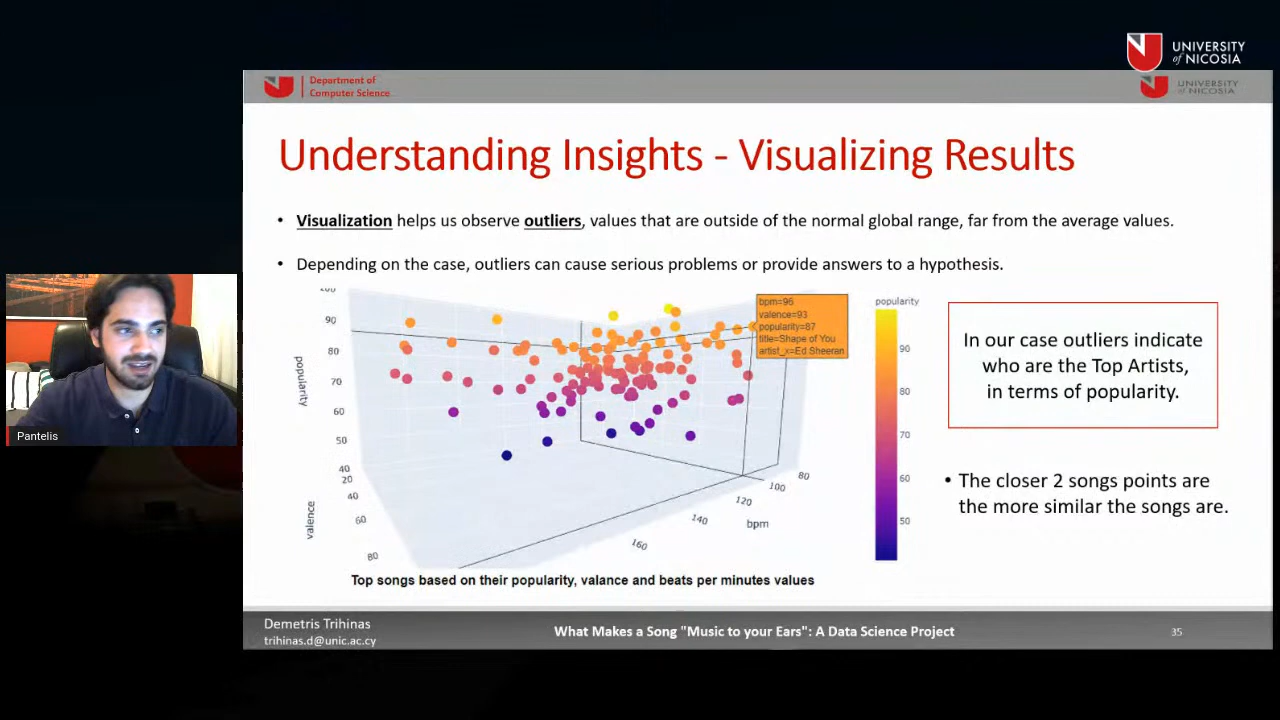 UNIVERSITY
of NICOSIA
Department of
Computer Science
UNIVERSITY
of NICOSIA
Understanding Insights - Visualizing Results
• Visualization helps us observe outliers, values that are outside of the normal global range, far from the average values.
• Depending on the case, outliers can cause serious problems or provide answers to a hypothesis.
100
90
80
70
60
50
40
popularity
20
40
60
80
valence
160
140
120
100
80
bpm
bpm=96
valence=93
popularity=87
title=Shape of You
artist_x=Ed Sheeran
popularity
90
80
70
60
50
In our case outliers indicate
who are the Top Artists,
in terms of popularity.
• The closer 2 songs points are
the more similar the songs are.
Top songs based on their popularity, valance and beats per minutes values
Pantelis
Demetris Trihinas
trihinas.d@unic.ac.cy
What Makes a Song "Music to your Ears": A Data Science Project
35